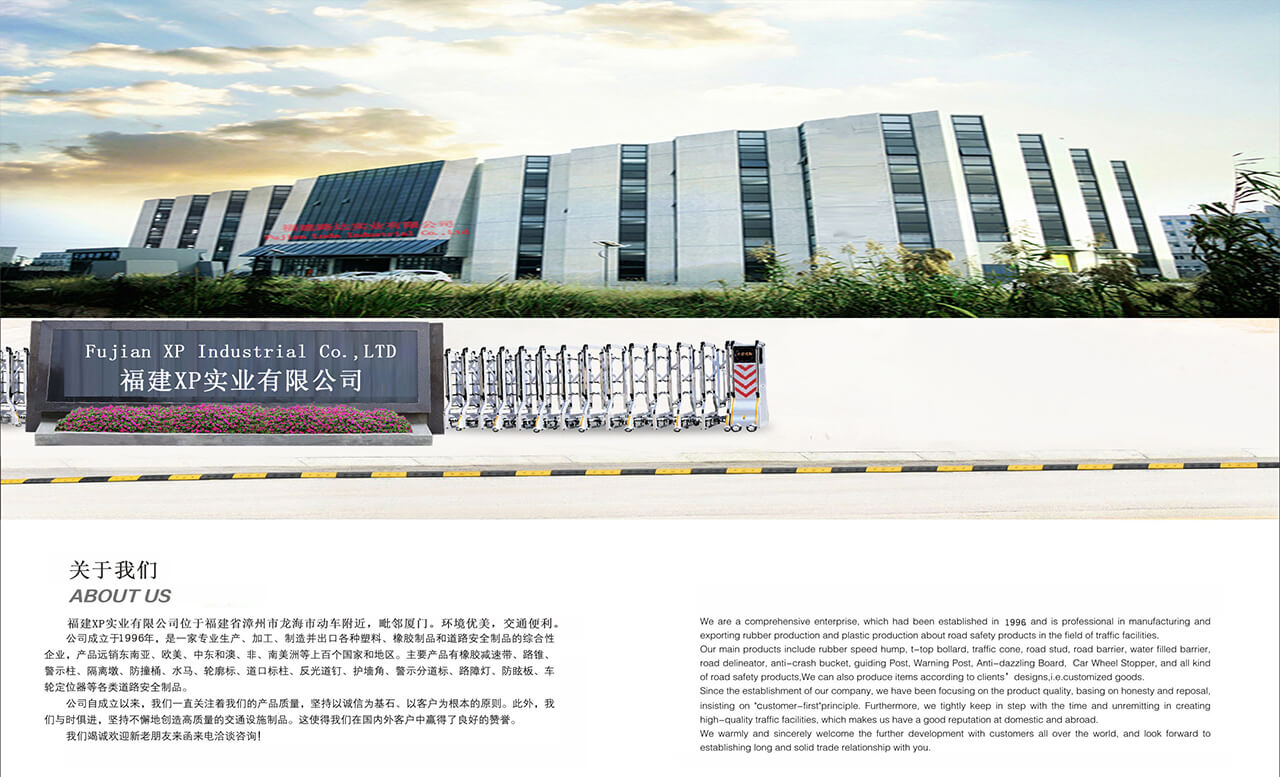 福建
实业有限公司
Fujian
Industrial Co.,Ltd
Fujian XP Industrial Co.,LTD
福建XP实业有限公司
关于我们
ABOUT US
福建XP实业有限公司位于福建省漳州市龙海市动车附近，毗邻厦门。环境优美，交通便利。
公司成立于1996年，是一家专业生产、加工、制造并出口各种塑料、橡胶制品和道路安全制品的综合性
企业，产品远销东南亚、欧美、中东和澳、非、南美洲等上百个国家和地区。主要产品有橡胶减速带、路锥、
警示柱、隔离墩、防撞桶、水马、轮廓标、道口标柱、反光道钉、护墙角、警示分道标、路障灯、防眩板、车
轮定位器等各类道路安全制品。
公司自成立以来，我们一直关注着我们的产品质量，坚持以诚信为基石、以客户为根本的原则。此外，我
们与时俱进，坚持不懈地创造高质量的交通设施制品。这使得我们在国内外客户中赢得了良好的赞誉。
我们竭诚欢迎新老朋友来函来电洽谈咨询！
We are a comprehensive enterprise, which had been established in 1996 and is professional in manufacturing and
exporting rubber production and plastic production about road safety products in the field of traffic facilities.
Our main products include rubber speed hump, t-top bollard, traffic cone, road stud, road barrier, water filled barrier,
road delineator, anti-crash bucket, guiding Post, Warning Post, Anti-dazzling Board, Car Wheel Stopper, and all kind
of road safety products,We can also produce items according to clients’ designs,i.e.customized goods.
Since the establishment of our company, we have been focusing on the product quality, basing on honesty and reposal,
insisting on "customer-first"principle. Furthermore, we tightly keep in step with the time and unremitting in creating
high-quality traffic facilities, which makes us have a good reputation at domestic and abroad.
We warmly and sincerely welcome the further development with customers all over the world, and look forward to
establishing long and solid trade relationship with you.